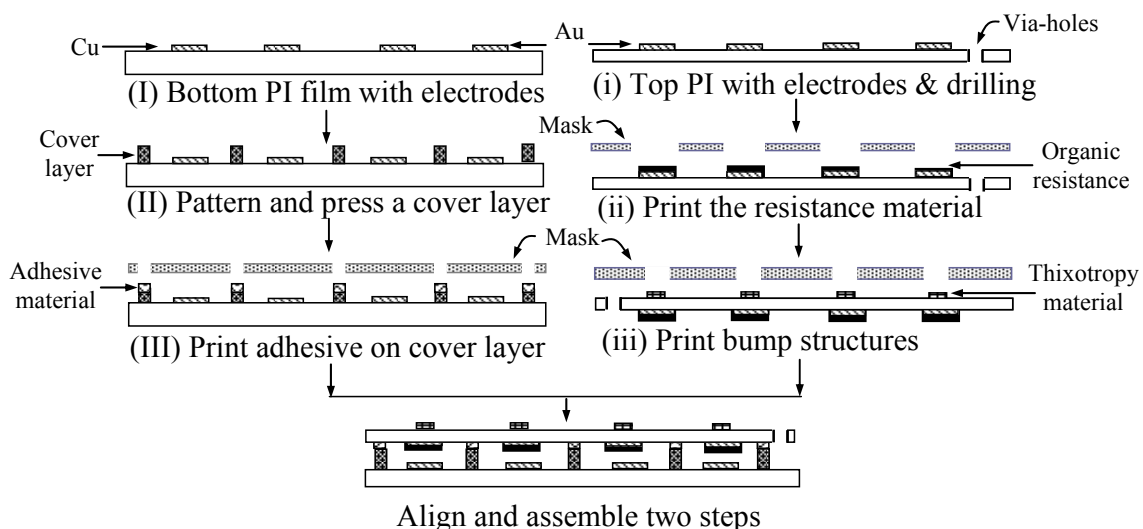 Cu
Au
Via-holes
(I) Bottom PI film with electrodes
(i) Top PI with electrodes & drilling
Cover
layer
Mask
Organic
resistance
(II) Pattern and press a cover layer
(ii) Print the resistance material
Mask
Adhesive
material
Thixotropy
material
(III) Print adhesive on cover layer
(iii) Print bump structures
Align and assemble two steps